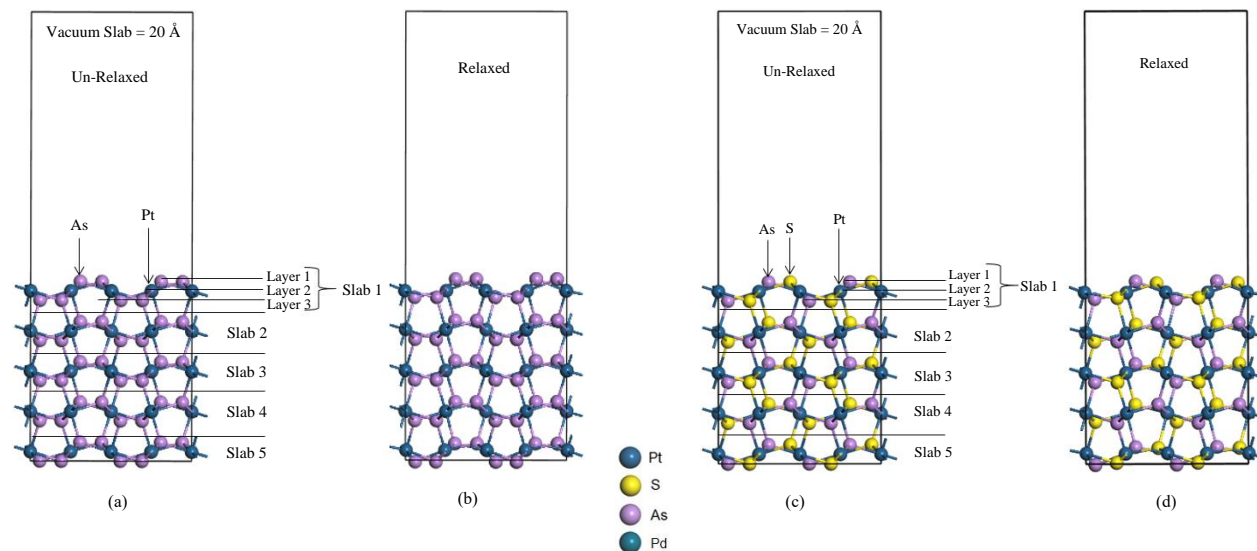 Vacuum Slab = 20 Å
Un-Relaxed
As
Pt
Layer 1
Layer 2
Layer 3
Slab 1
Slab 2
Slab 3
Slab 4
Slab 5
(a)
Relaxed
(b)
Pt
S
As
Pd
Vacuum Slab = 20 Å
Un-Relaxed
As
S
Pt
Layer 1
Layer 2
Layer 3
Slab 1
Slab 2
Slab 3
Slab 4
Slab 5
(c)
Relaxed
(d)